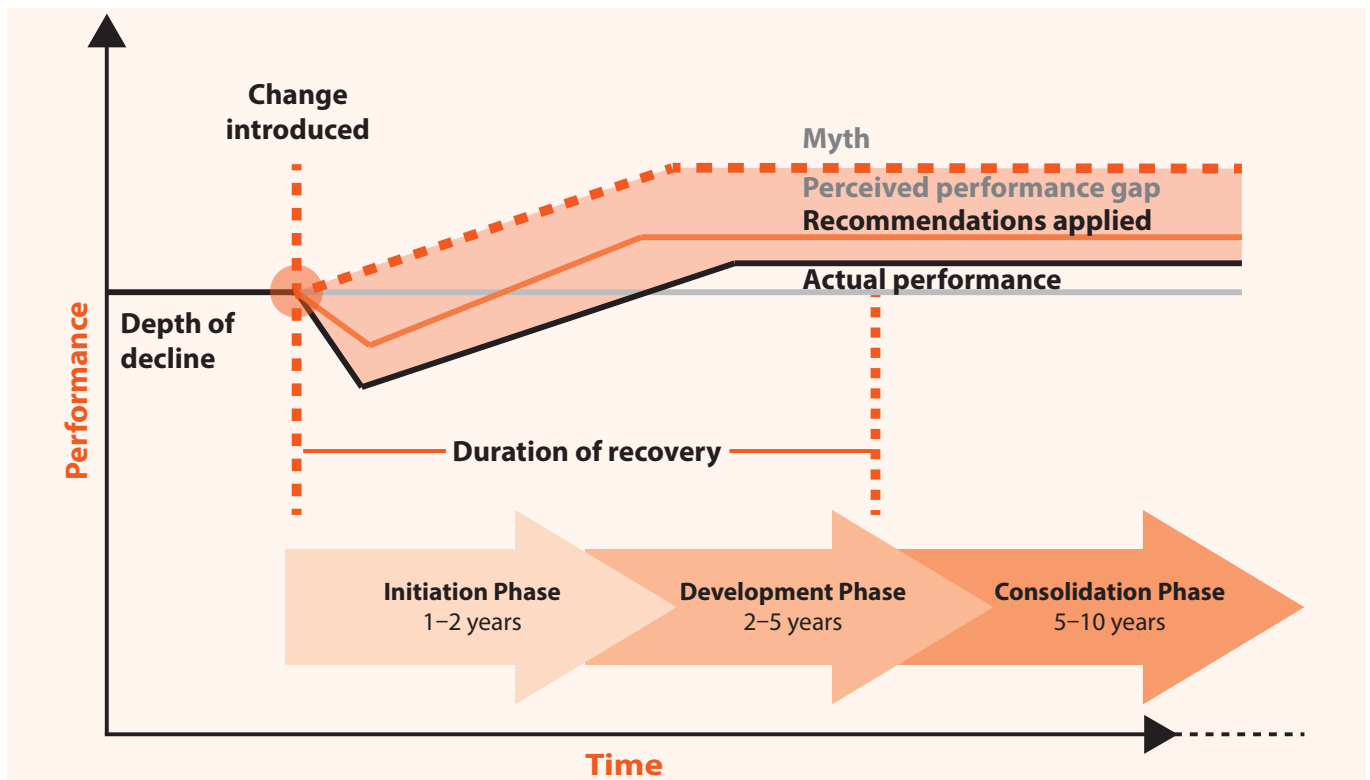 Change
introduced
Myth
Perceived performance gap
Recommendations applied
Actual performance
Depth of
decline
Performance
Duration of recovery
Initiation Phase
1–2 years
Development Phase
2–5 years
Consolidation Phase
5–10 years
Time